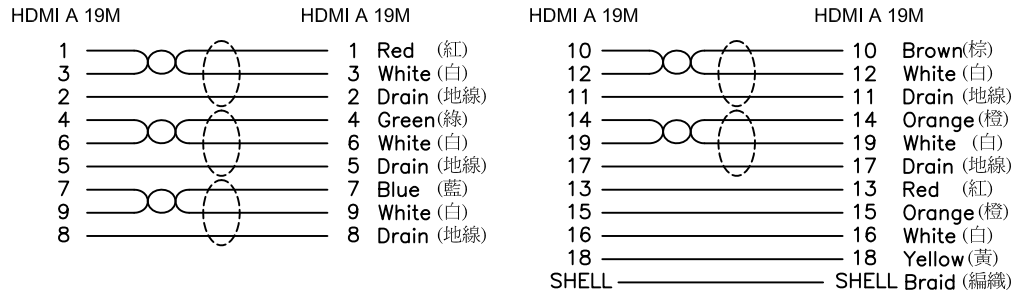 HDMI A 19M HDMI A 19M
1 1 Red (紅)
3 3 White (白)
2 2 Drain (地線)
4 4 Green (綠)
6 6 White (白)
5 5 Drain (地線)
7 7 Blue (藍)
9 9 White (白)
8 8 Drain (地線)
HDMI A 19M HDMI A 19M
10 10 Brown (棕)
12 12 White (白)
11 11 Drain (地線)
14 14 Orange (橙)
19 19 White (白)
17 17 Drain (地線)
13 13 Red (紅)
15 15 Orange (橙)
16 16 White (白)
18 18 Yellow (黃)
SHELL SHELL Braid (編織)